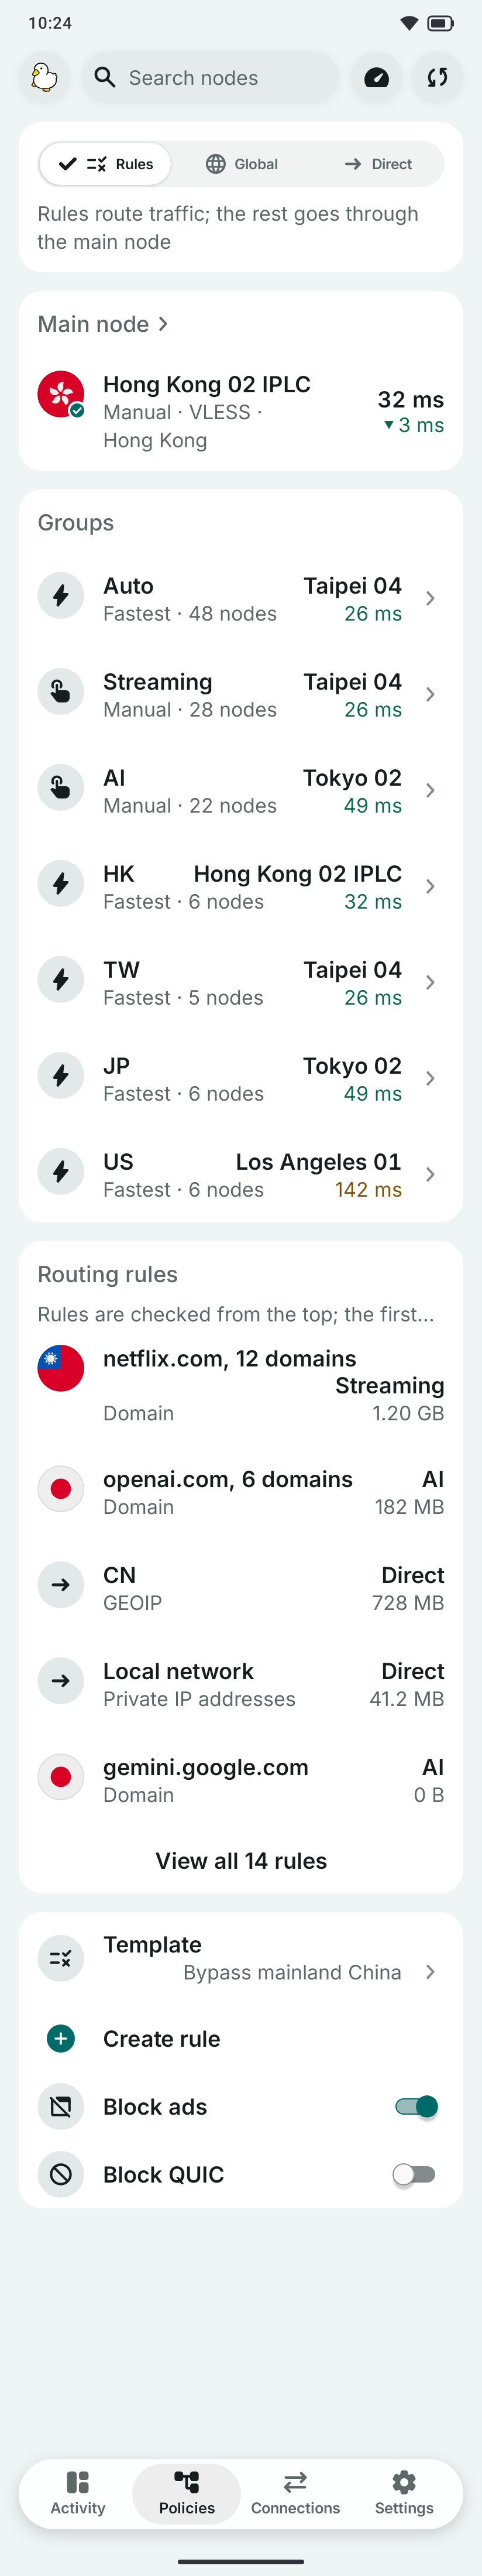 10:24
Search nodes
Rules
Global
Direct
Rules route traffic; the rest goes through
the main node
Main node
Hong Kong 02 IPLC
32 ms
Manual · VLESS ·
Hong Kong
▼3 ms
Groups
Auto
Taipei 04
Fastest · 48 nodes
26 ms
Streaming
Taipei 04
Manual · 28 nodes
26 ms
AI
Tokyo 02
Manual · 22 nodes
49 ms
HK
Hong Kong 02 IPLC
Fastest · 6 nodes
32 ms
TW
Taipei 04
Fastest · 5 nodes
26 ms
JP
Tokyo 02
Fastest · 6 nodes
49 ms
US
Los Angeles 01
Fastest · 6 nodes
142 ms
Routing rules
Rules are checked from the top; the first...
netflix.com, 12 domains
Streaming
Domain
1.20 GB
openai.com, 6 domains
AI
Domain
182 MB
CN
Direct
GEOIP
728 MB
Local network
Direct
Private IP addresses
41.2 MB
gemini.google.com
AI
Domain
0 B
View all 14 rules
Template
Bypass mainland China
Create rule
Block ads
Block QUIC
Activity
Policies
Connections
Settings